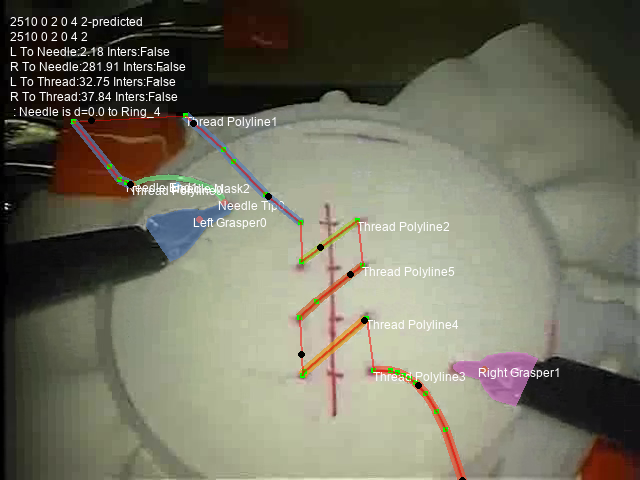 2510 0 2 0 4 2-predicted
2510 0 2 0 4 2
L To Needle:2.18 Inters:False
R To Needle:281.91 Inters:False
L To Thread:32.75 Inters:False
R To Thread:37.84 Inters:False
: Needle is d=0.0 to Ring_4
Thread Polyline1
Needle Mask2
Needle Tip
Left Grasper0
Thread Polyline2
Thread Polyline5
Thread Polyline4
Thread Polyline3
Right Grasper1